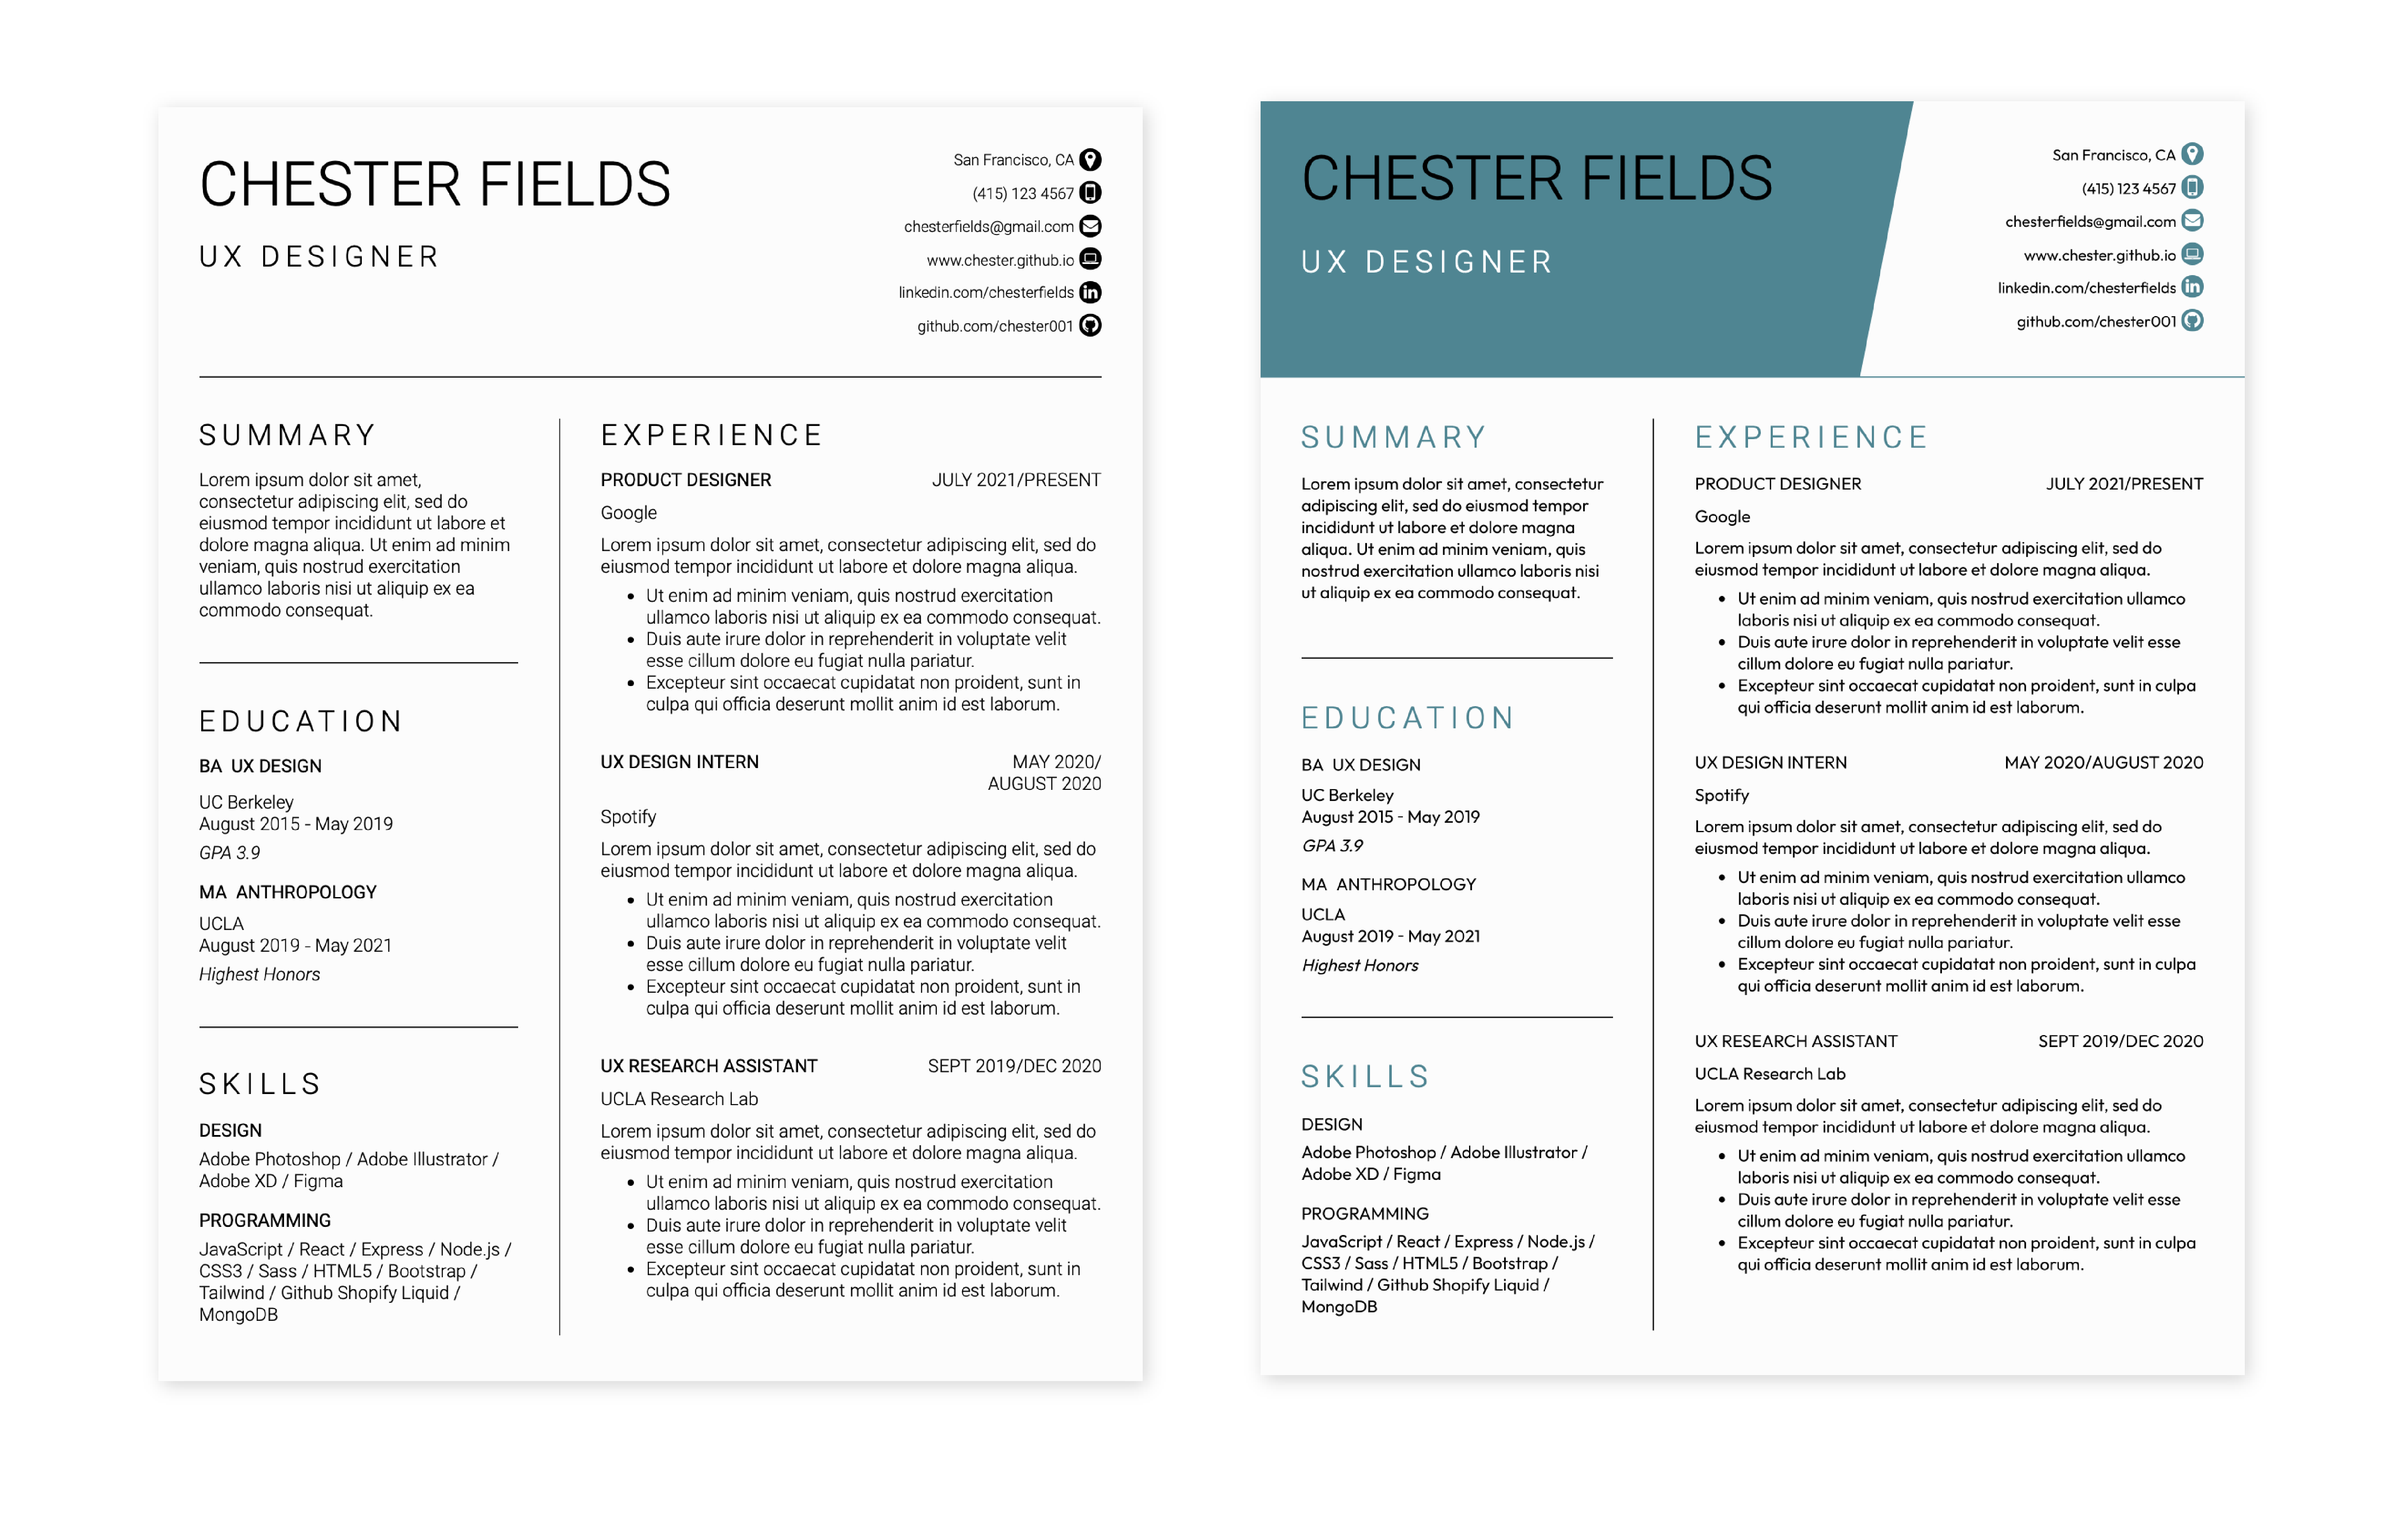 CHESTER FIELDS
UX DESIGNER
San Francisco, CA
(415) 123 4567
chesterfields@gmail.com
www.chester.github.io
linkedin.com/chesterfields
in
github.com/chester001
SUMMARY
Lorem ipsum dolor sit amet,
consectetur adipiscing elit, sed do
eiusmod tempor incididunt ut labore et
dolore magna aliqua. Ut enim ad minim
veniam, quis nostrud exercitation
ullamco laboris nisi ut aliquip ex ea
commodo consequat.
EDUCATION
BA UX DESIGN
UC Berkeley
August 2015 - May 2019
GPA 3.9
MA ANTHROPOLOGY
UCLA
August 2019 - May 2021
Highest Honors
SKILLS
DESIGN
Adobe Photoshop / Adobe Illustrator /
Adobe XD / Figma
PROGRAMMING
JavaScript / React / Express / Node.js /
CSS3 / Sass / HTML5 / Bootstrap /
Tailwind / Github Shopify Liquid /
MongoDB
EXPERIENCE
PRODUCT DESIGNER JULY 2021/PRESENT
Google
Lorem ipsum dolor sit amet, consectetur adipiscing elit, sed do
eiusmod tempor incididunt ut labore et dolore magna aliqua.
• Ut enim ad minim veniam, quis nostrud exercitation
ullamco laboris nisi ut aliquip ex ea commodo consequat.
• Duis aute irure dolor in reprehenderit in voluptate velit
esse cillum dolore eu fugiat nulla pariatur.
• Excepteur sint occaecat cupidatat non proident, sunt in
culpa qui officia deserunt mollit anim id est laborum.
UX DESIGN INTERN MAY 2020/
AUGUST 2020
Spotify
Lorem ipsum dolor sit amet, consectetur adipiscing elit, sed do
eiusmod tempor incididunt ut labore et dolore magna aliqua.
• Ut enim ad minim veniam, quis nostrud exercitation
ullamco laboris nisi ut aliquip ex ea commodo consequat.
• Duis aute irure dolor in reprehenderit in voluptate velit
esse cillum dolore eu fugiat nulla pariatur.
• Excepteur sint occaecat cupidatat non proident, sunt in
culpa qui officia deserunt mollit anim id est laborum.
UX RESEARCH ASSISTANT SEPT 2019/DEC 2020
UCLA Research Lab
Lorem ipsum dolor sit amet, consectetur adipiscing elit, sed do
eiusmod tempor incididunt ut labore et dolore magna aliqua.
• Ut enim ad minim veniam, quis nostrud exercitation
ullamco laboris nisi ut aliquip ex ea commodo consequat.
• Duis aute irure dolor in reprehenderit in voluptate velit
esse cillum dolore eu fugiat nulla pariatur.
• Excepteur sint occaecat cupidatat non proident, sunt in
culpa qui officia deserunt mollit anim id est laborum.
CHESTER FIELDS
UX DESIGNER
San Francisco, CA
(415) 123 4567
chesterfields@gmail.com
www.chester.github.io
linkedin.com/chesterfields
in
github.com/chester001
SUMMARY
Lorem ipsum dolor sit amet, consectetur
adipiscing elit, sed do eiusmod tempor
incididunt ut labore et dolore magna
aliqua. Ut enim ad minim veniam, quis
nostrud exercitation ullamco laboris nisi
ut aliquip ex ea commodo consequat.
EDUCATION
BA UX DESIGN
UC Berkeley
August 2015 - May 2019
GPA 3.9
MA ANTHROPOLOGY
UCLA
August 2019 - May 2021
Highest Honors
SKILLS
DESIGN
Adobe Photoshop / Adobe Illustrator /
Adobe XD / Figma
PROGRAMMING
JavaScript / React / Express / Node.js /
CSS3 / Sass / HTML5 / Bootstrap /
Tailwind / Github Shopify Liquid /
MongoDB
EXPERIENCE
PRODUCT DESIGNER JULY 2021/PRESENT
Google
Lorem ipsum dolor sit amet, consectetur adipiscing elit, sed do
eiusmod tempor incididunt ut labore et dolore magna aliqua.
• Ut enim ad minim veniam, quis nostrud exercitation ullamco
laboris nisi ut aliquip ex ea commodo consequat.
• Duis aute irure dolor in reprehenderit in voluptate velit esse
cillum dolore eu fugiat nulla pariatur.
• Excepteur sint occaecat cupidatat non proident, sunt in culpa
qui officia deserunt mollit anim id est laborum.
UX DESIGN INTERN MAY 2020/AUGUST 2020
Spotify
Lorem ipsum dolor sit amet, consectetur adipiscing elit, sed do
eiusmod tempor incididunt ut labore et dolore magna aliqua.
• Ut enim ad minim veniam, quis nostrud exercitation ullamco
laboris nisi ut aliquip ex ea commodo consequat.
• Duis aute irure dolor in reprehenderit in voluptate velit esse
cillum dolore eu fugiat nulla pariatur.
• Excepteur sint occaecat cupidatat non proident, sunt in culpa
qui officia deserunt mollit anim id est laborum.
UX RESEARCH ASSISTANT SEPT 2019/DEC 2020
UCLA Research Lab
Lorem ipsum dolor sit amet, consectetur adipiscing elit, sed do
eiusmod tempor incididunt ut labore et dolore magna aliqua.
• Ut enim ad minim veniam, quis nostrud exercitation ullamco
laboris nisi ut aliquip ex ea commodo consequat.
• Duis aute irure dolor in reprehenderit in voluptate velit esse
cillum dolore eu fugiat nulla pariatur.
• Excepteur sint occaecat cupidatat non proident, sunt in culpa
qui officia deserunt mollit anim id est laborum.